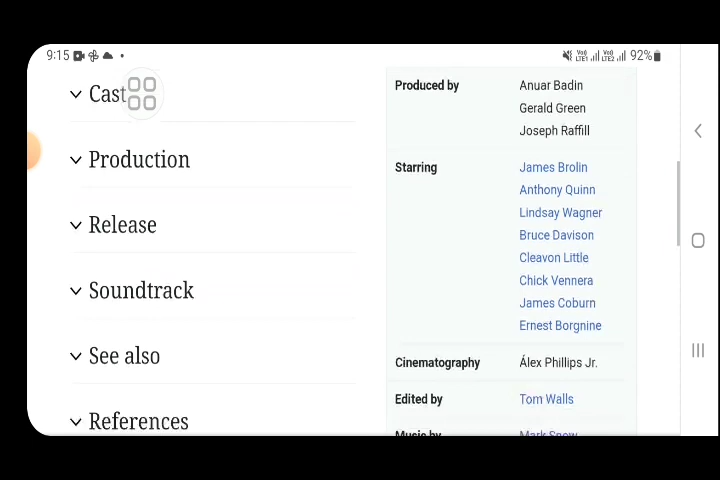 9:15
92%
Cast
Production
Release
Soundtrack
See also
References
Produced by
Anuar Badin
Gerald Green
Joseph Raffill
Starring
James Brolin
Anthony Quinn
Lindsay Wagner
Bruce Davison
Cleavon Little
Chick Vennera
James Coburn
Ernest Borgnine
Cinematography
Álex Phillips Jr.
Edited by
Tom Walls
Music by
Mark Snow